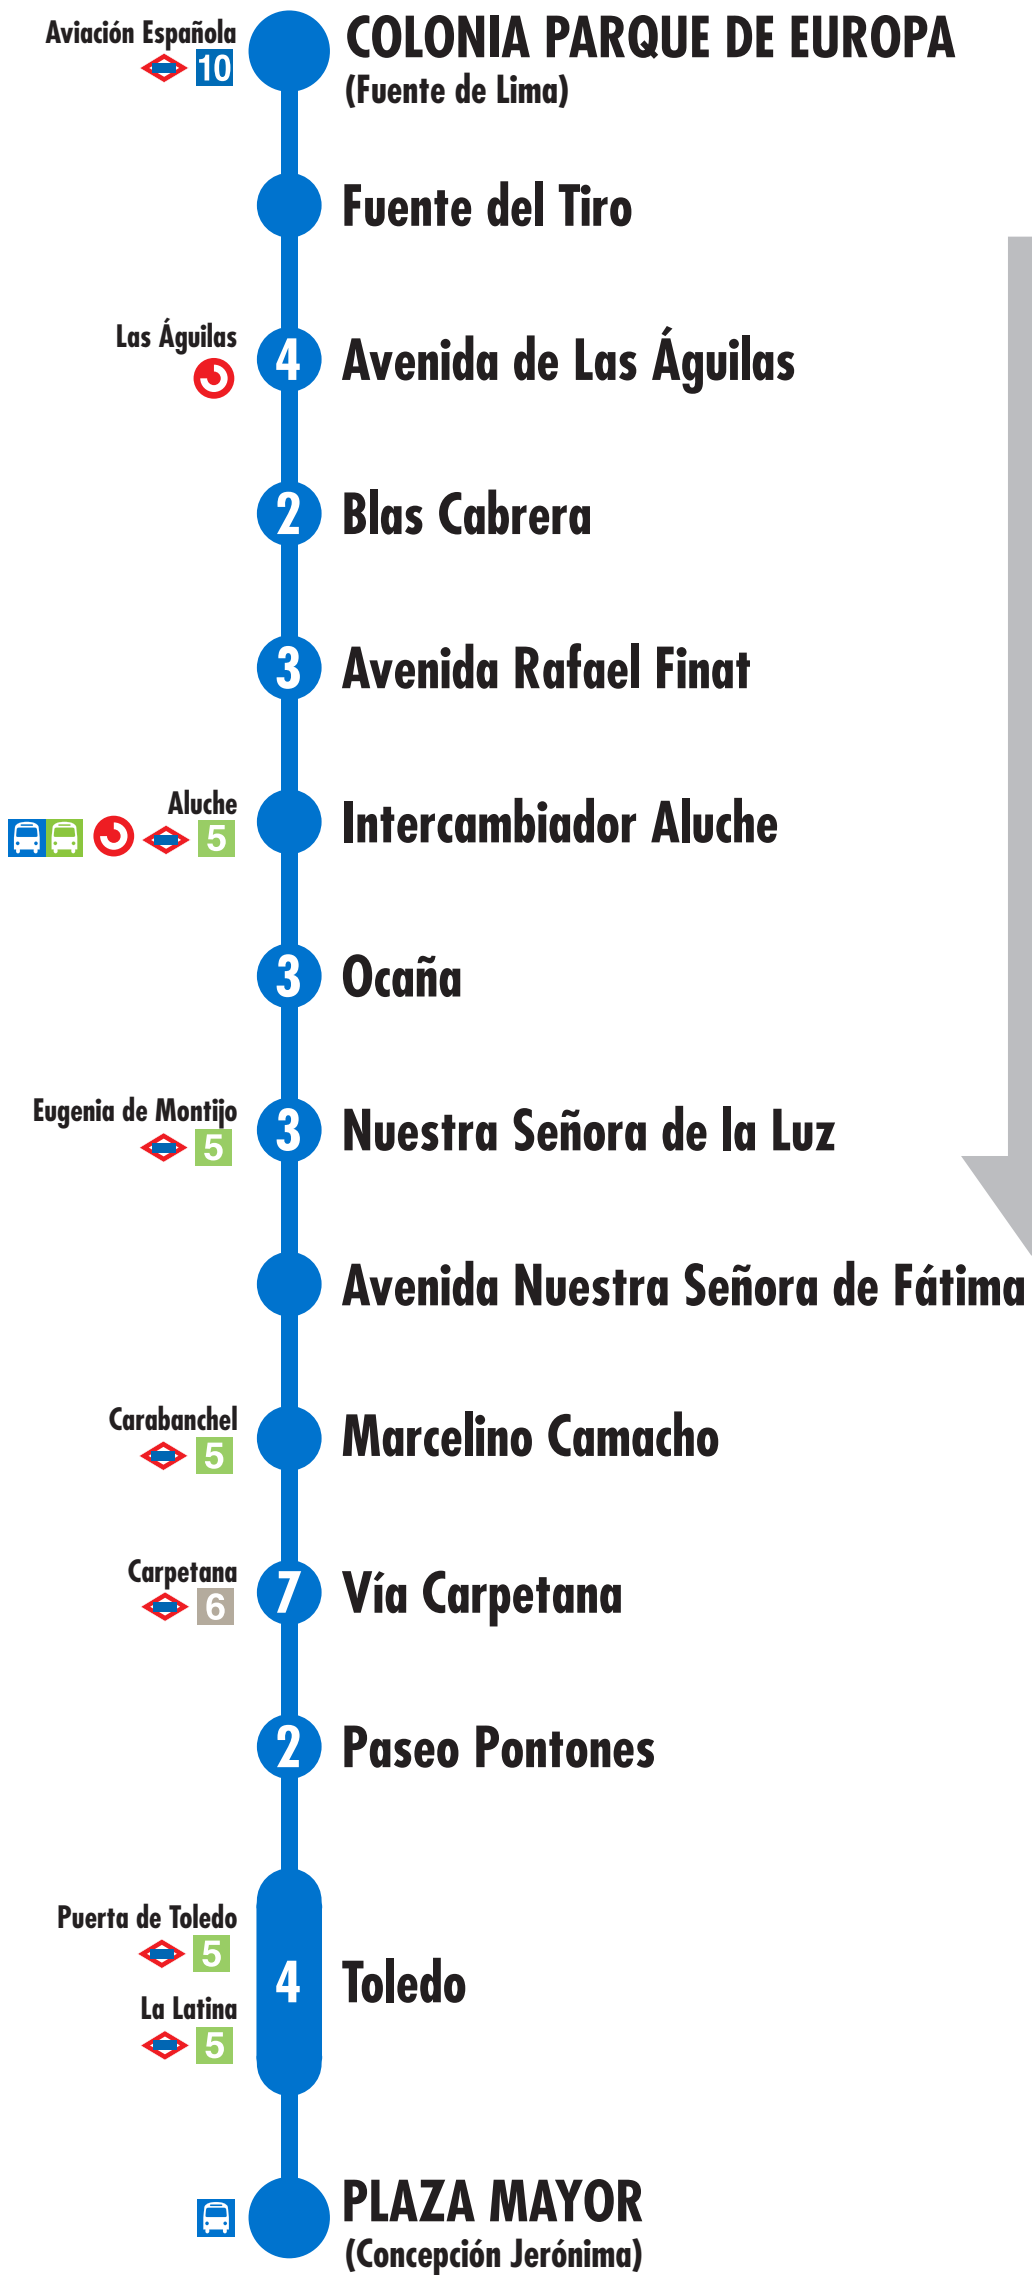 Aviación Española
10
COLONIA PARQUE DE EUROPA
(Fuente de Lima)
Fuente del Tiro
Las Águilas
4
Avenida de Las Águilas
2
Blas Cabrera
3
Avenida Rafael Finat
Aluche
5
Intercambiador Aluche
3
Ocaña
Eugenia de Montijo
5
3
Nuestra Señora de la Luz
Avenida Nuestra Señora de Fátima
Carabanchel
5
Marcelino Camacho
Carpetana
6
7
Vía Carpetana
2
Paseo Pontones
Puerta de Toledo
5
La Latina
5
4
Toledo
PLAZA MAYOR
(Concepción Jerónima)